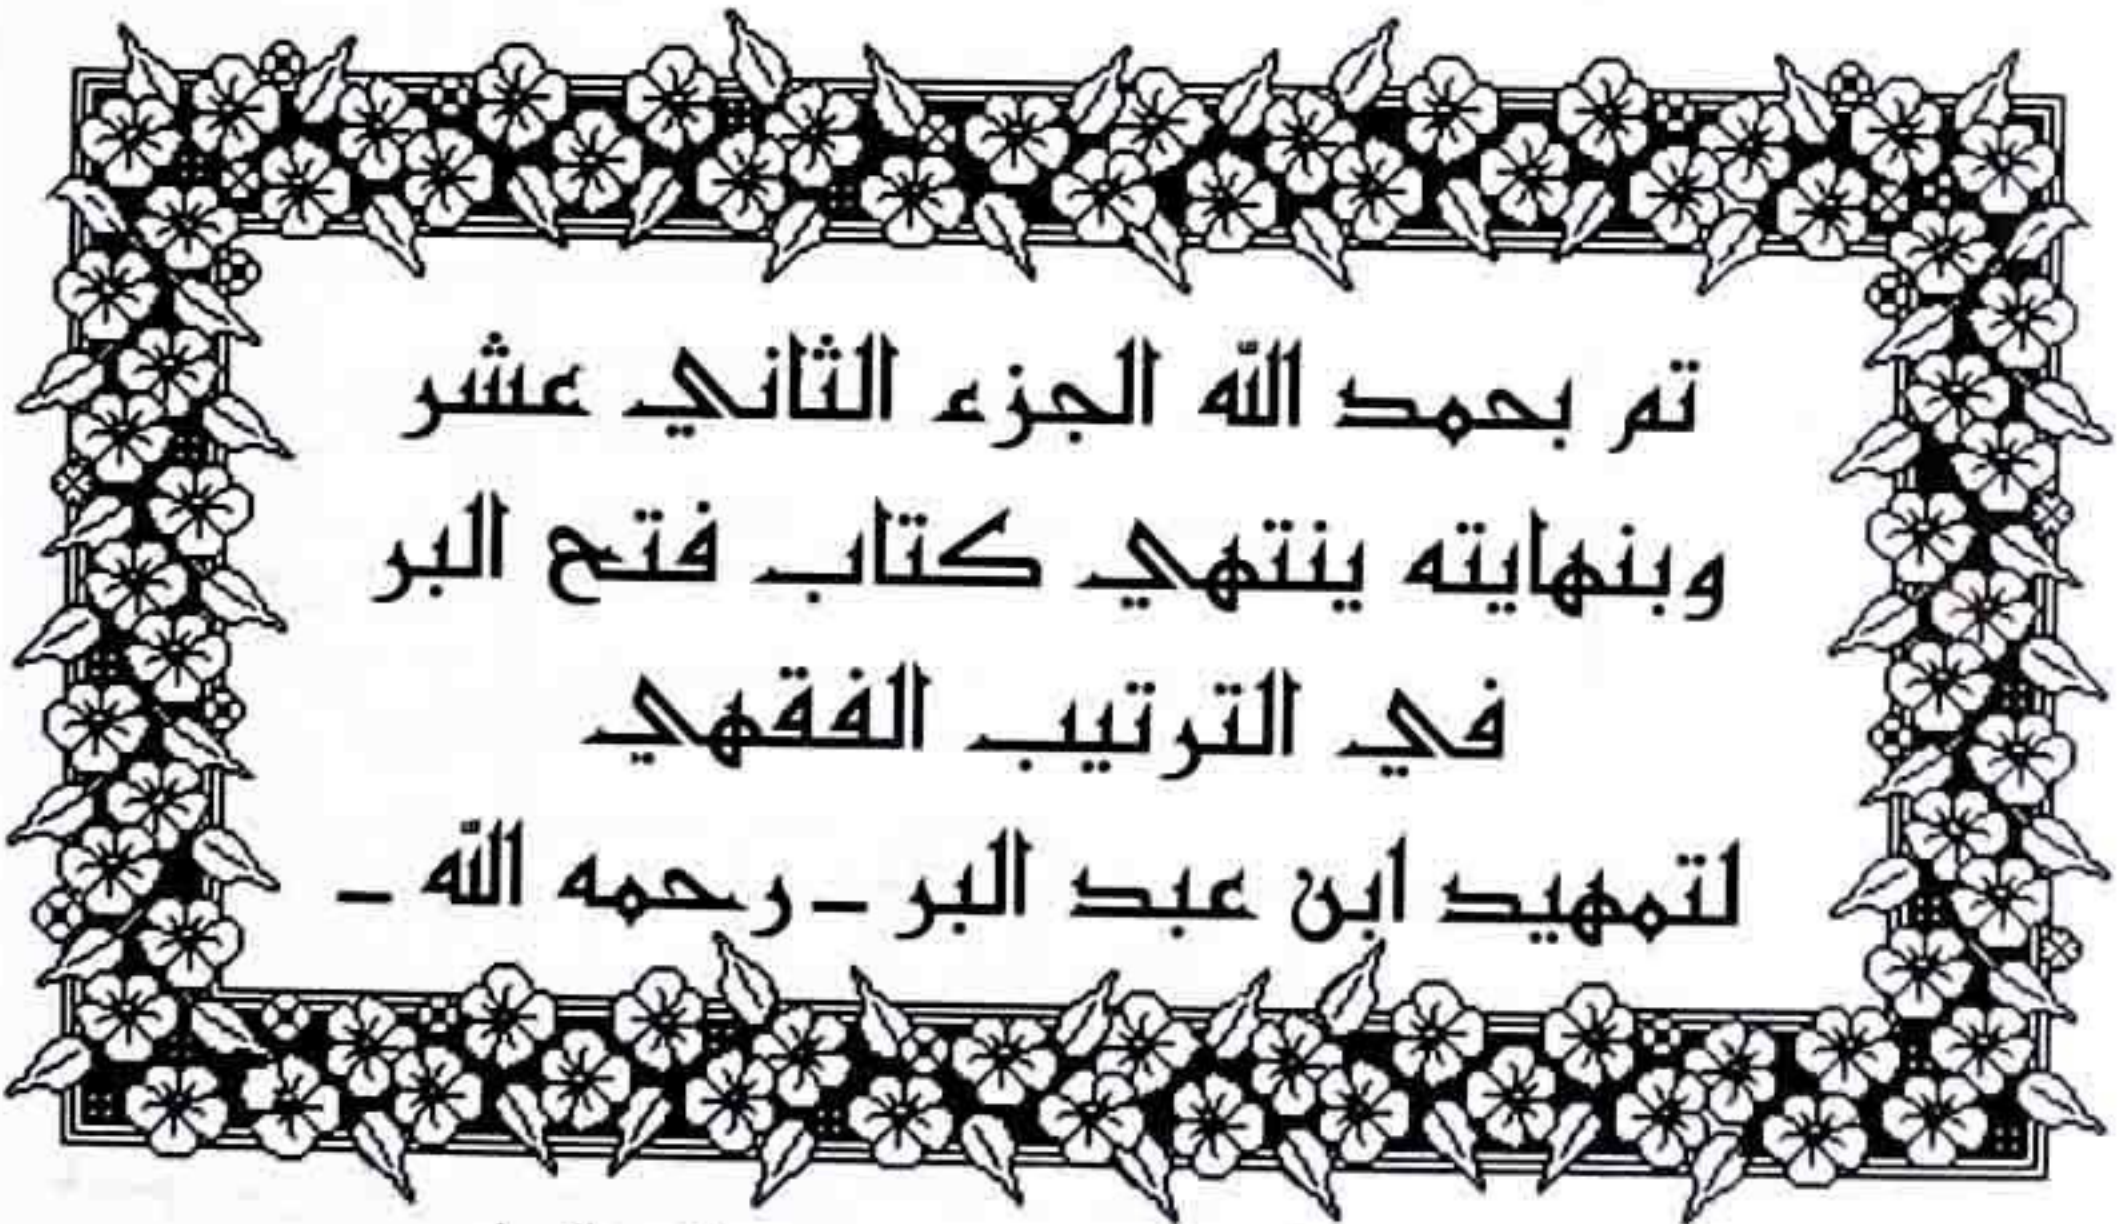 تم بحمد الله الجزء الثاني عشر
وبنهايته ينتهي كتاب فتح البر
في الترتيب الفقهي
لتمهيد ابن عبد البر - رحمه الله -